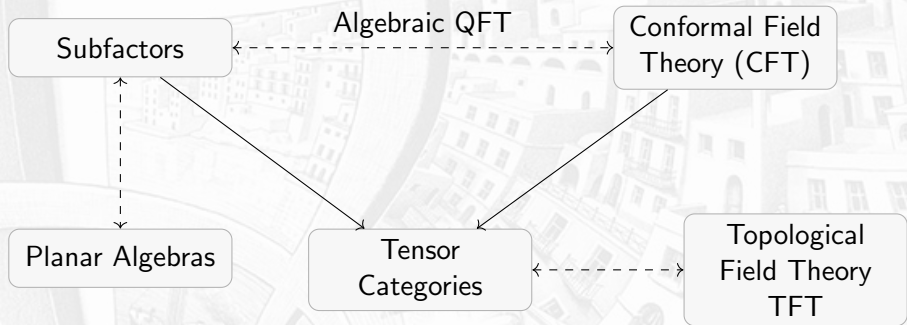 Algebraic QFT
Subfactors
Conformal Field
Theory (CFT)
Planar Algebras
Tensor
Categories
Topological
Field Theory
TFT